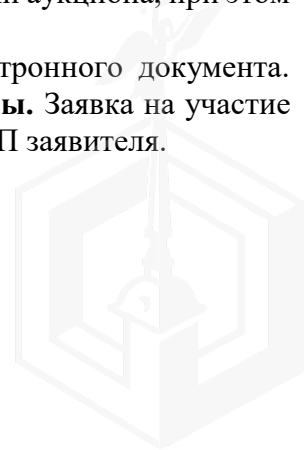 аукциона, при этом
тронного документа.
ы. Заявка на участие
П заявителя.